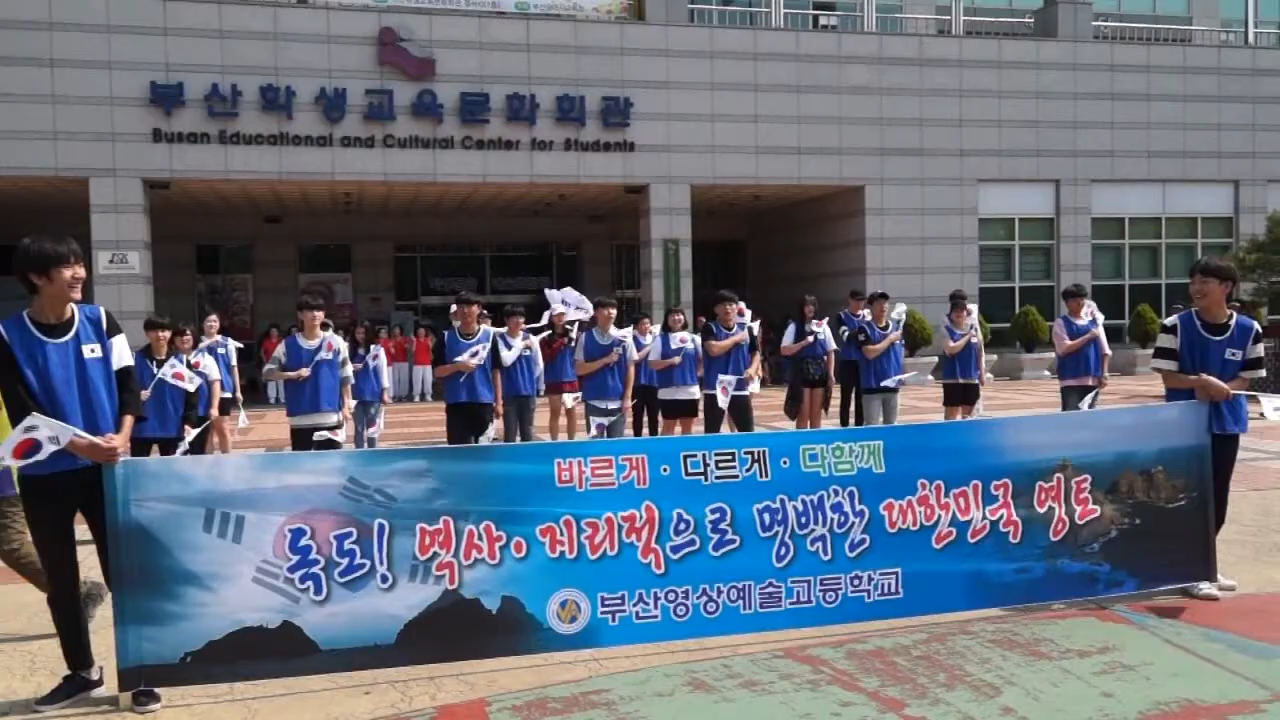 부산학생교육문화회관
Busan Educational and Cultural Center for Students
바르게 · 다르게 · 다함께
독도! 역사·지리적으로 명백한 대한민국 영토
부산영상예술고등학교